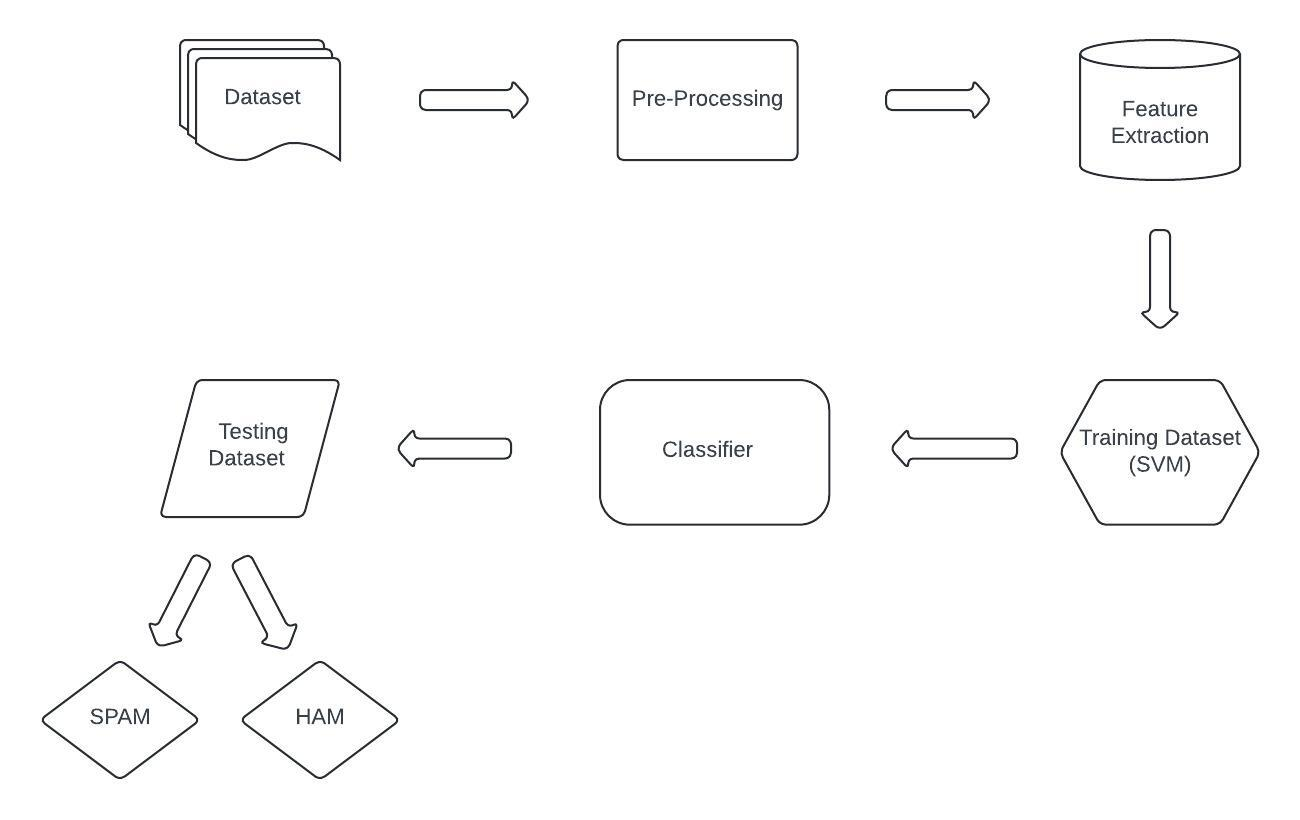 Dataset
Pre-Processing
Feature
Extraction
Training Dataset
(SVM)
Classifier
Testing
Dataset
SPAM
HAM